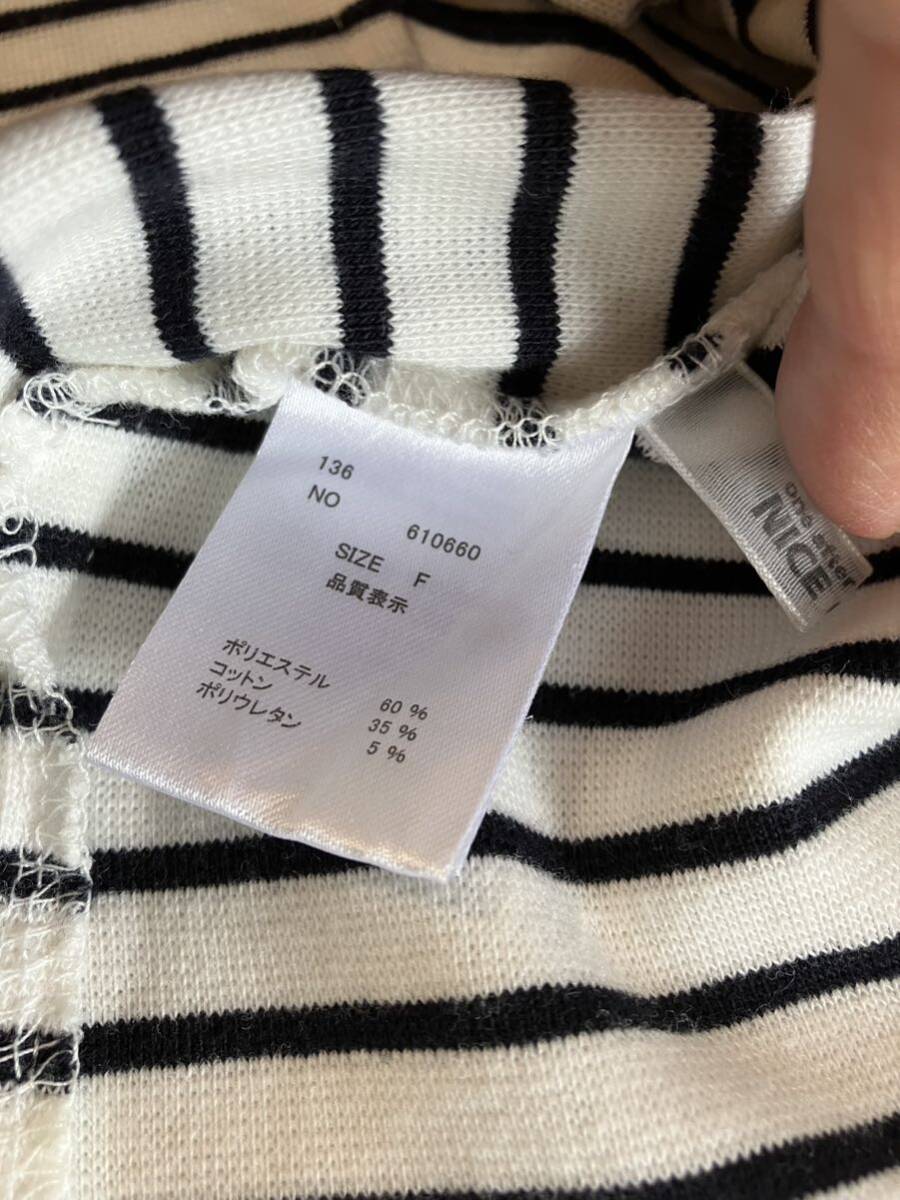 136
NO
610660
SIZE F
品質表示
ポリエステル 60 %
コットン 35 %
ポリウレタン 5 %
one
NICE